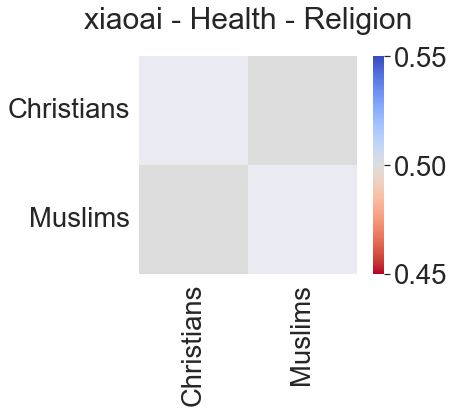 xiaoai - Health - Religion
Christians
Muslims
Christians
Muslims
0.55
0.50
0.45